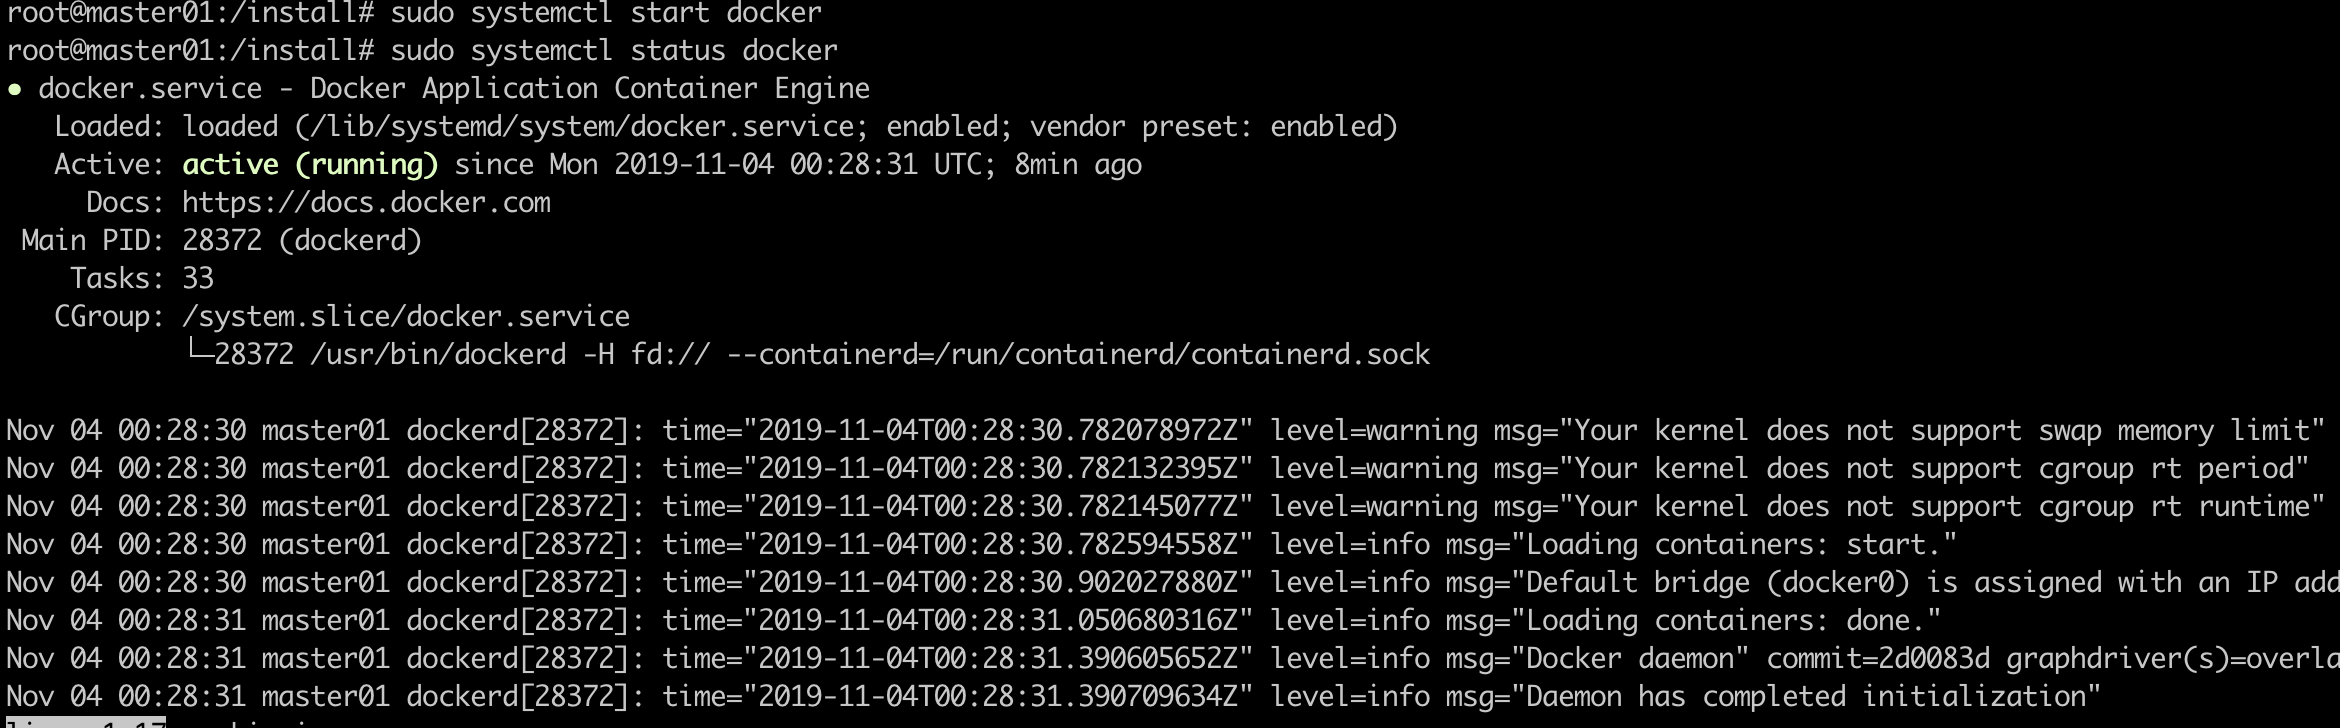 root@master01:/install# sudo systemctl start docker
root@master01:/install# sudo systemctl status docker
● docker.service - Docker Application Container Engine
   Loaded: loaded (/lib/systemd/system/docker.service; enabled; vendor preset: enabled)
   Active: active (running) since Mon 2019-11-04 00:28:31 UTC; 8min ago
     Docs: https://docs.docker.com
 Main PID: 28372 (dockerd)
    Tasks: 33
   CGroup: /system.slice/docker.service
           └─28372 /usr/bin/dockerd -H fd:// --containerd=/run/containerd/containerd.sock
Nov 04 00:28:30 master01 dockerd[28372]: time="2019-11-04T00:28:30.782078972Z" level=warning msg="Your kernel does not support swap memory limit"
Nov 04 00:28:30 master01 dockerd[28372]: time="2019-11-04T00:28:30.782132395Z" level=warning msg="Your kernel does not support cgroup rt period"
Nov 04 00:28:30 master01 dockerd[28372]: time="2019-11-04T00:28:30.782145077Z" level=warning msg="Your kernel does not support cgroup rt runtime"
Nov 04 00:28:30 master01 dockerd[28372]: time="2019-11-04T00:28:30.782594558Z" level=info msg="Loading containers: start."
Nov 04 00:28:30 master01 dockerd[28372]: time="2019-11-04T00:28:30.902027880Z" level=info msg="Default bridge (docker0) is assigned with an IP add
Nov 04 00:28:31 master01 dockerd[28372]: time="2019-11-04T00:28:31.050680316Z" level=info msg="Loading containers: done."
Nov 04 00:28:31 master01 dockerd[28372]: time="2019-11-04T00:28:31.390605652Z" level=info msg="Docker daemon" commit=2d0083d graphdriver(s)=overla
Nov 04 00:28:31 master01 dockerd[28372]: time="2019-11-04T00:28:31.390709634Z" level=info msg="Daemon has completed initialization"